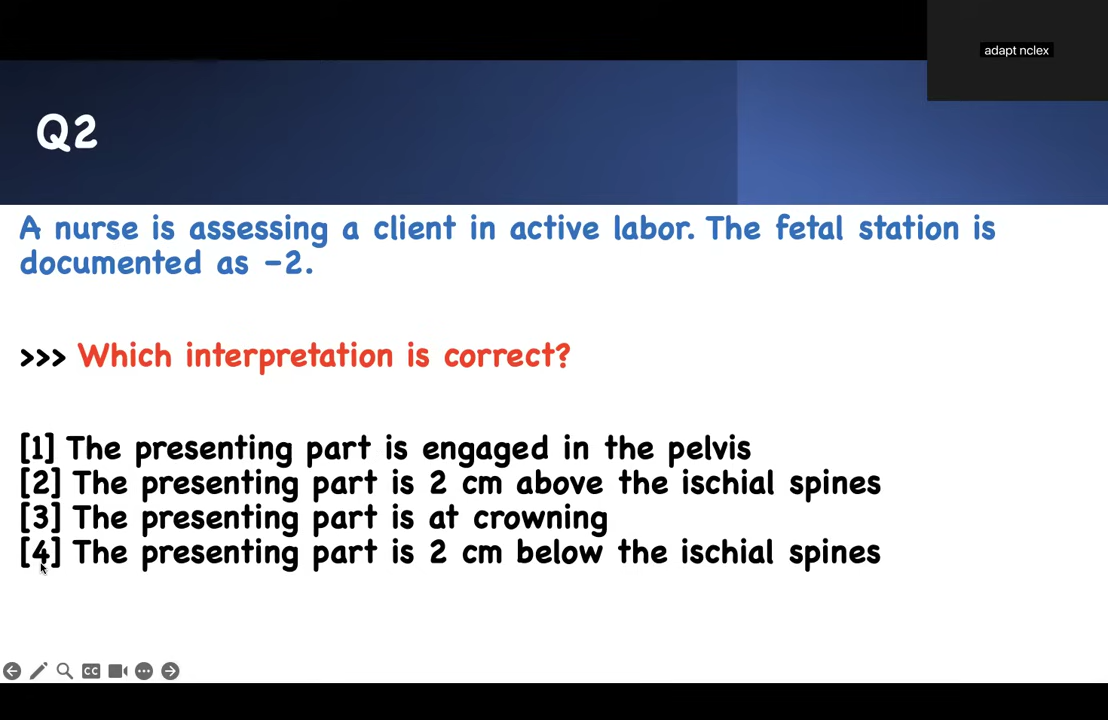 adapt nclex
Q2
A nurse is assessing a client in active labor. The fetal station is
documented as -2.
>>> Which interpretation is correct?
[1] The presenting part is engaged in the pelvis
[2] The presenting part is 2 cm above the ischial spines
[3] The presenting part is at crowning
[4] The presenting part is 2 cm below the ischial spines
CC